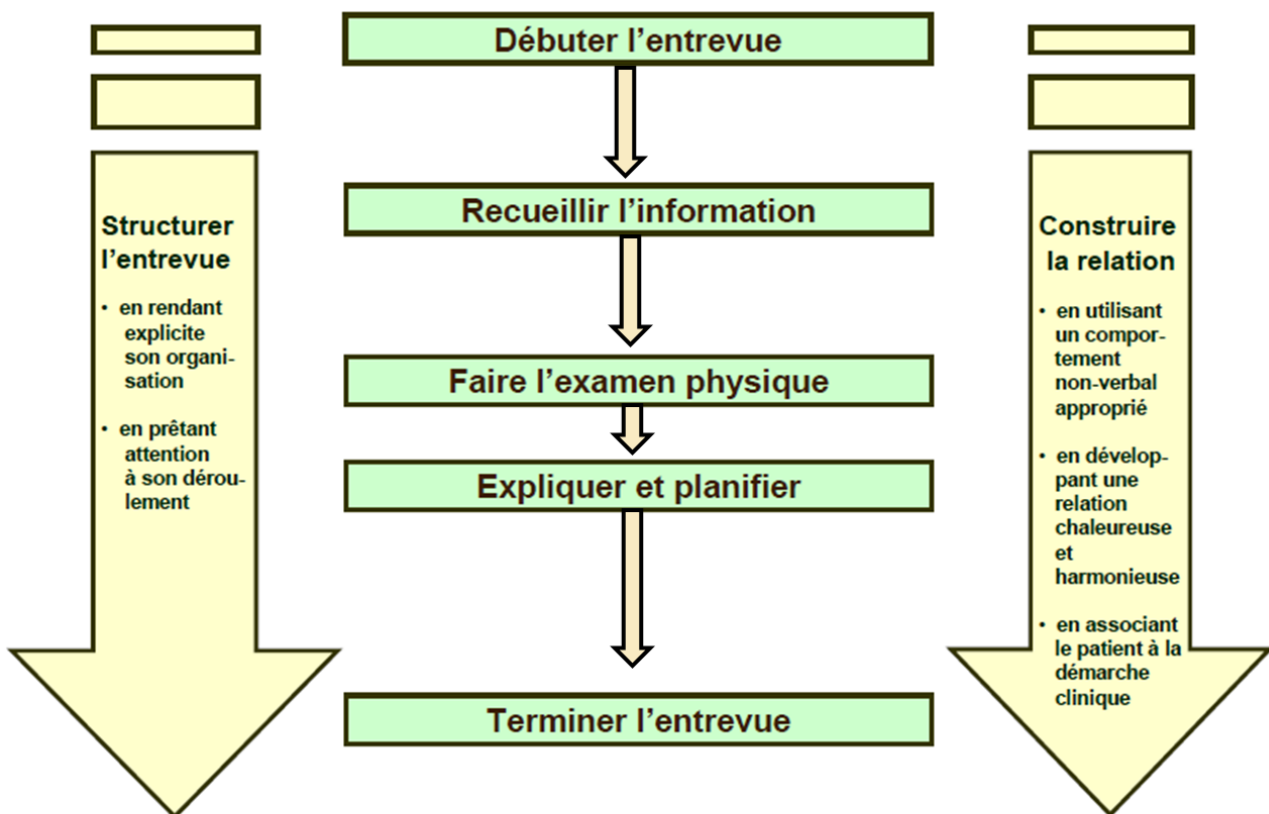 Débuter l'entrevue
Recueillir l'information
Faire l'examen physique
Expliquer et planifier
Terminer l'entrevue
Structurer
l'entrevue
• en rendant
explicite
son organi-
sation
• en prêtant
attention
à son dérou-
lement
Construire
la relation
• en utilisant
un compor-
tement
non-verbal
approprié
• en dévelop-
pant une
relation
chaleureuse
et
harmonieuse
• en associant
le patient à la
démarche
clinique